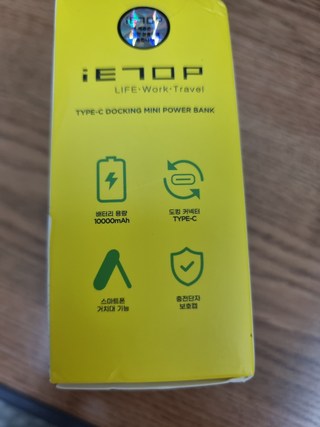 iETOP
iETOP
LIFE·Work·Travel
TYPE-C DOCKING MINI POWER BANK
배터리 용량
10000mAh
도킹 커넥터
TYPE-C
스마트폰
거치대 기능
충전단자
보호캡